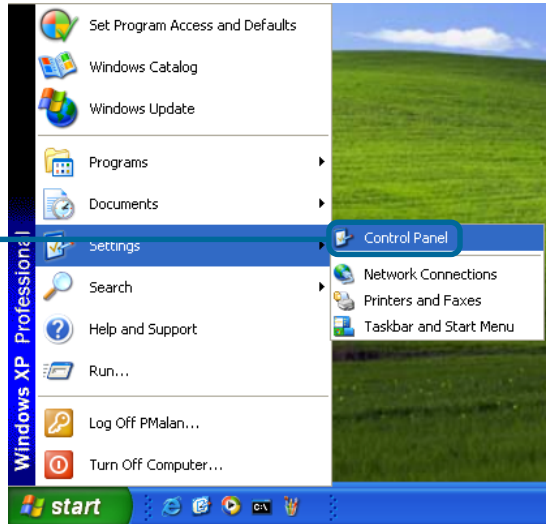 Set Program Access and Defaults
Windows Catalog
Windows Update
Programs
Documents
Settings
Control Panel
Network Connections
Printers and Faxes
Taskbar and Start Menu
Search
Help and Support
Run...
Log Off PMalan...
Turn Off Computer...
Windows XP Professional
start